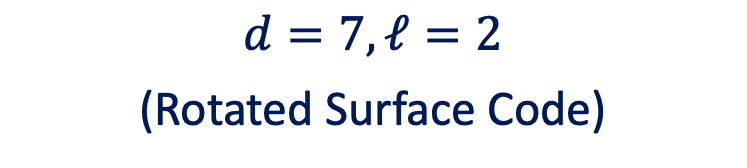 d = 7, ℓ = 2
(Rotated Surface Code)